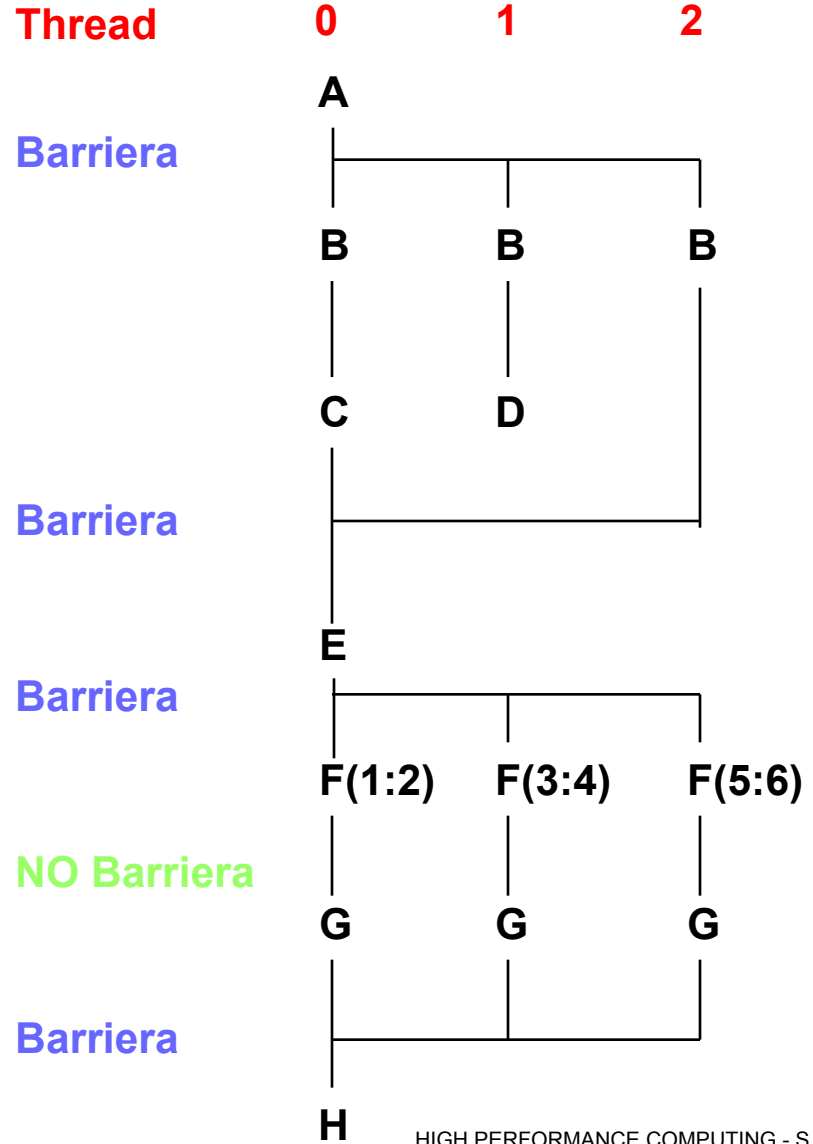 Thread 0 1 2
A
Barriera
B B B
C D
Barriera
E
Barriera
F(1:2) F(3:4) F(5:6)
NO Barriera
G G G
Barriera
H
HIGH PERFORMANCE COMPUTING - S